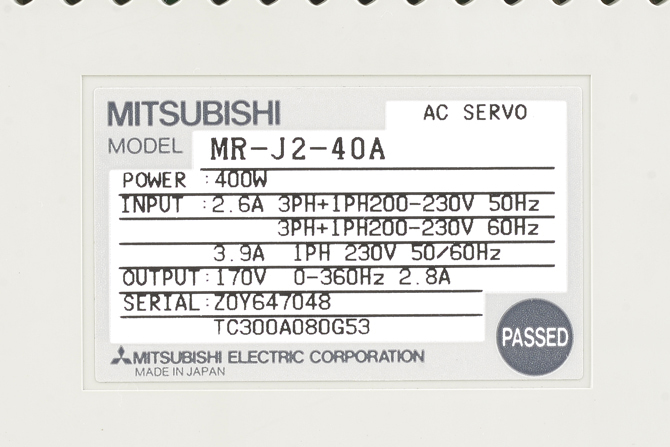 MITSUBISHI AC SERVO
MODEL MR-J2-40A
POWER :400W
INPUT :2.6A 3PH+1PH200-230V 50Hz
3PH+1PH200-230V 60Hz
3.9A 1PH 230V 50/60Hz
OUTPUT:170V 0-360Hz 2.8A
SERIAL:Z0Y647048
TC300A080G53
PASSED
MITSUBISHI ELECTRIC CORPORATION
MADE IN JAPAN